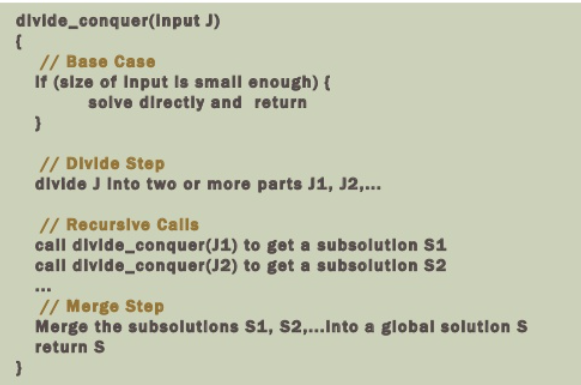 divide_conquer(Input J)
{
// Base Case
if (size of input is small enough) {
solve directly and return
}
// Divide Step
divide J into two or more parts J1, J2,...
// Recursive Calls
call divide_conquer(J1) to get a subsolution S1
call divide_conquer(J2) to get a subsolution S2
...
// Merge Step
Merge the subsolutions S1, S2,...into a global solution S
return S
}